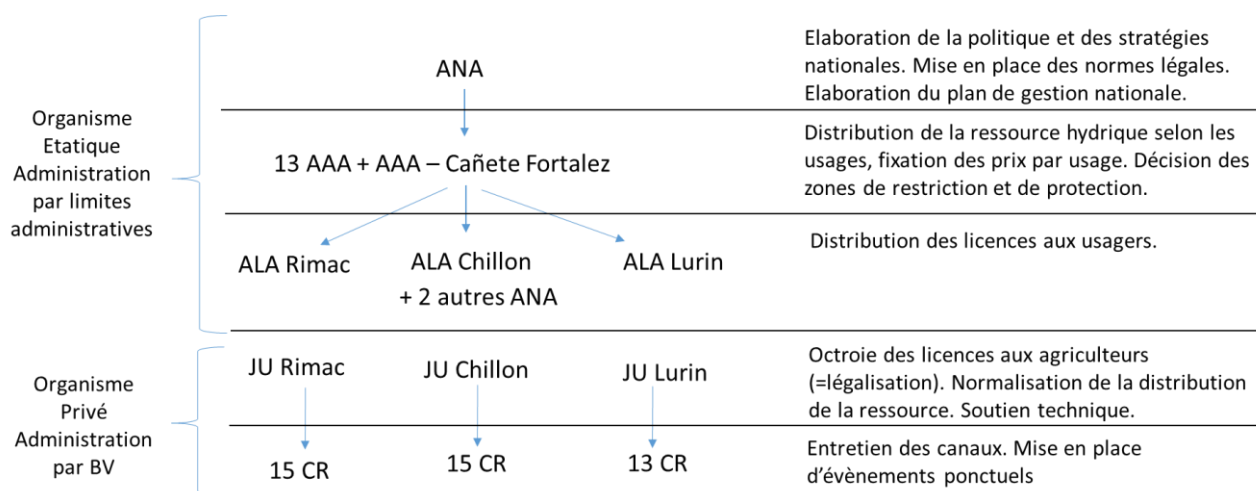 Organisme
Etatique
Administration
par limites
administratives
ANA
Elaboration de la politique et des stratégies
nationales. Mise en place des normes légales.
Elaboration du plan de gestion nationale.
13 AAA + AAA – Cañete Fortalez
Distribution de la ressource hydrique selon les
usages, fixation des prix par usage. Décision des
zones de restriction et de protection.
ALA Rimac
ALA Chillon
+ 2 autres ANA
ALA Lurin
Distribution des licences aux usagers.
Organisme
Privé
Administration
par BV
JU Rimac
JU Chillon
JU Lurin
Octroie des licences aux agriculteurs
(=légalisation). Normalisation de la distribution
de la ressource. Soutien technique.
15 CR
15 CR
13 CR
Entretien des canaux. Mise en place
d’évènements ponctuels